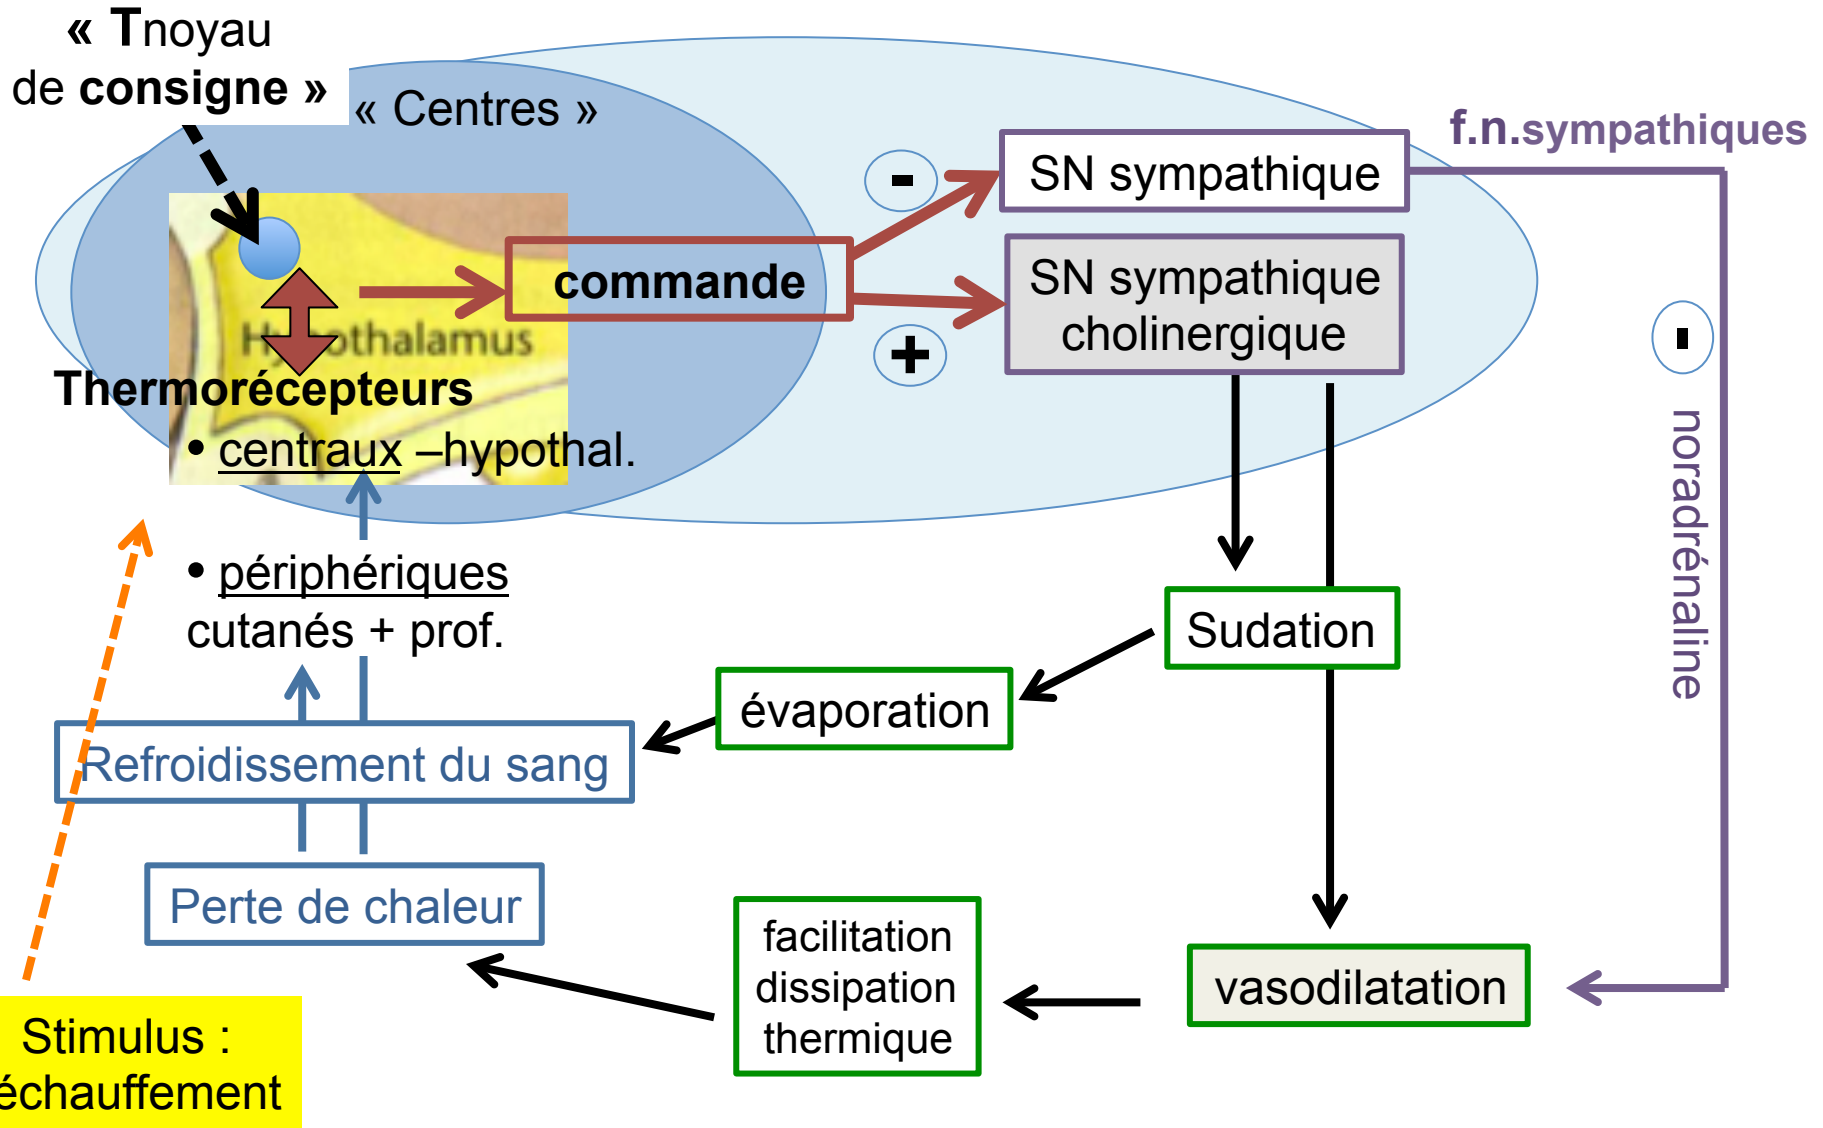 « Tnoyau
de consigne »
« Centres »
f.n.sympathiques
SN sympathique
-
commande
SN sympathique
cholinergique
+
-
noradrénaline
Hypothalamus
Thermorécepteurs
• centraux –hypothal.
• périphériques
cutanés + prof.
Sudation
évaporation
Refroidissement du sang
Perte de chaleur
facilitation
dissipation
thermique
vasodilatation
Stimulus :
échauffement